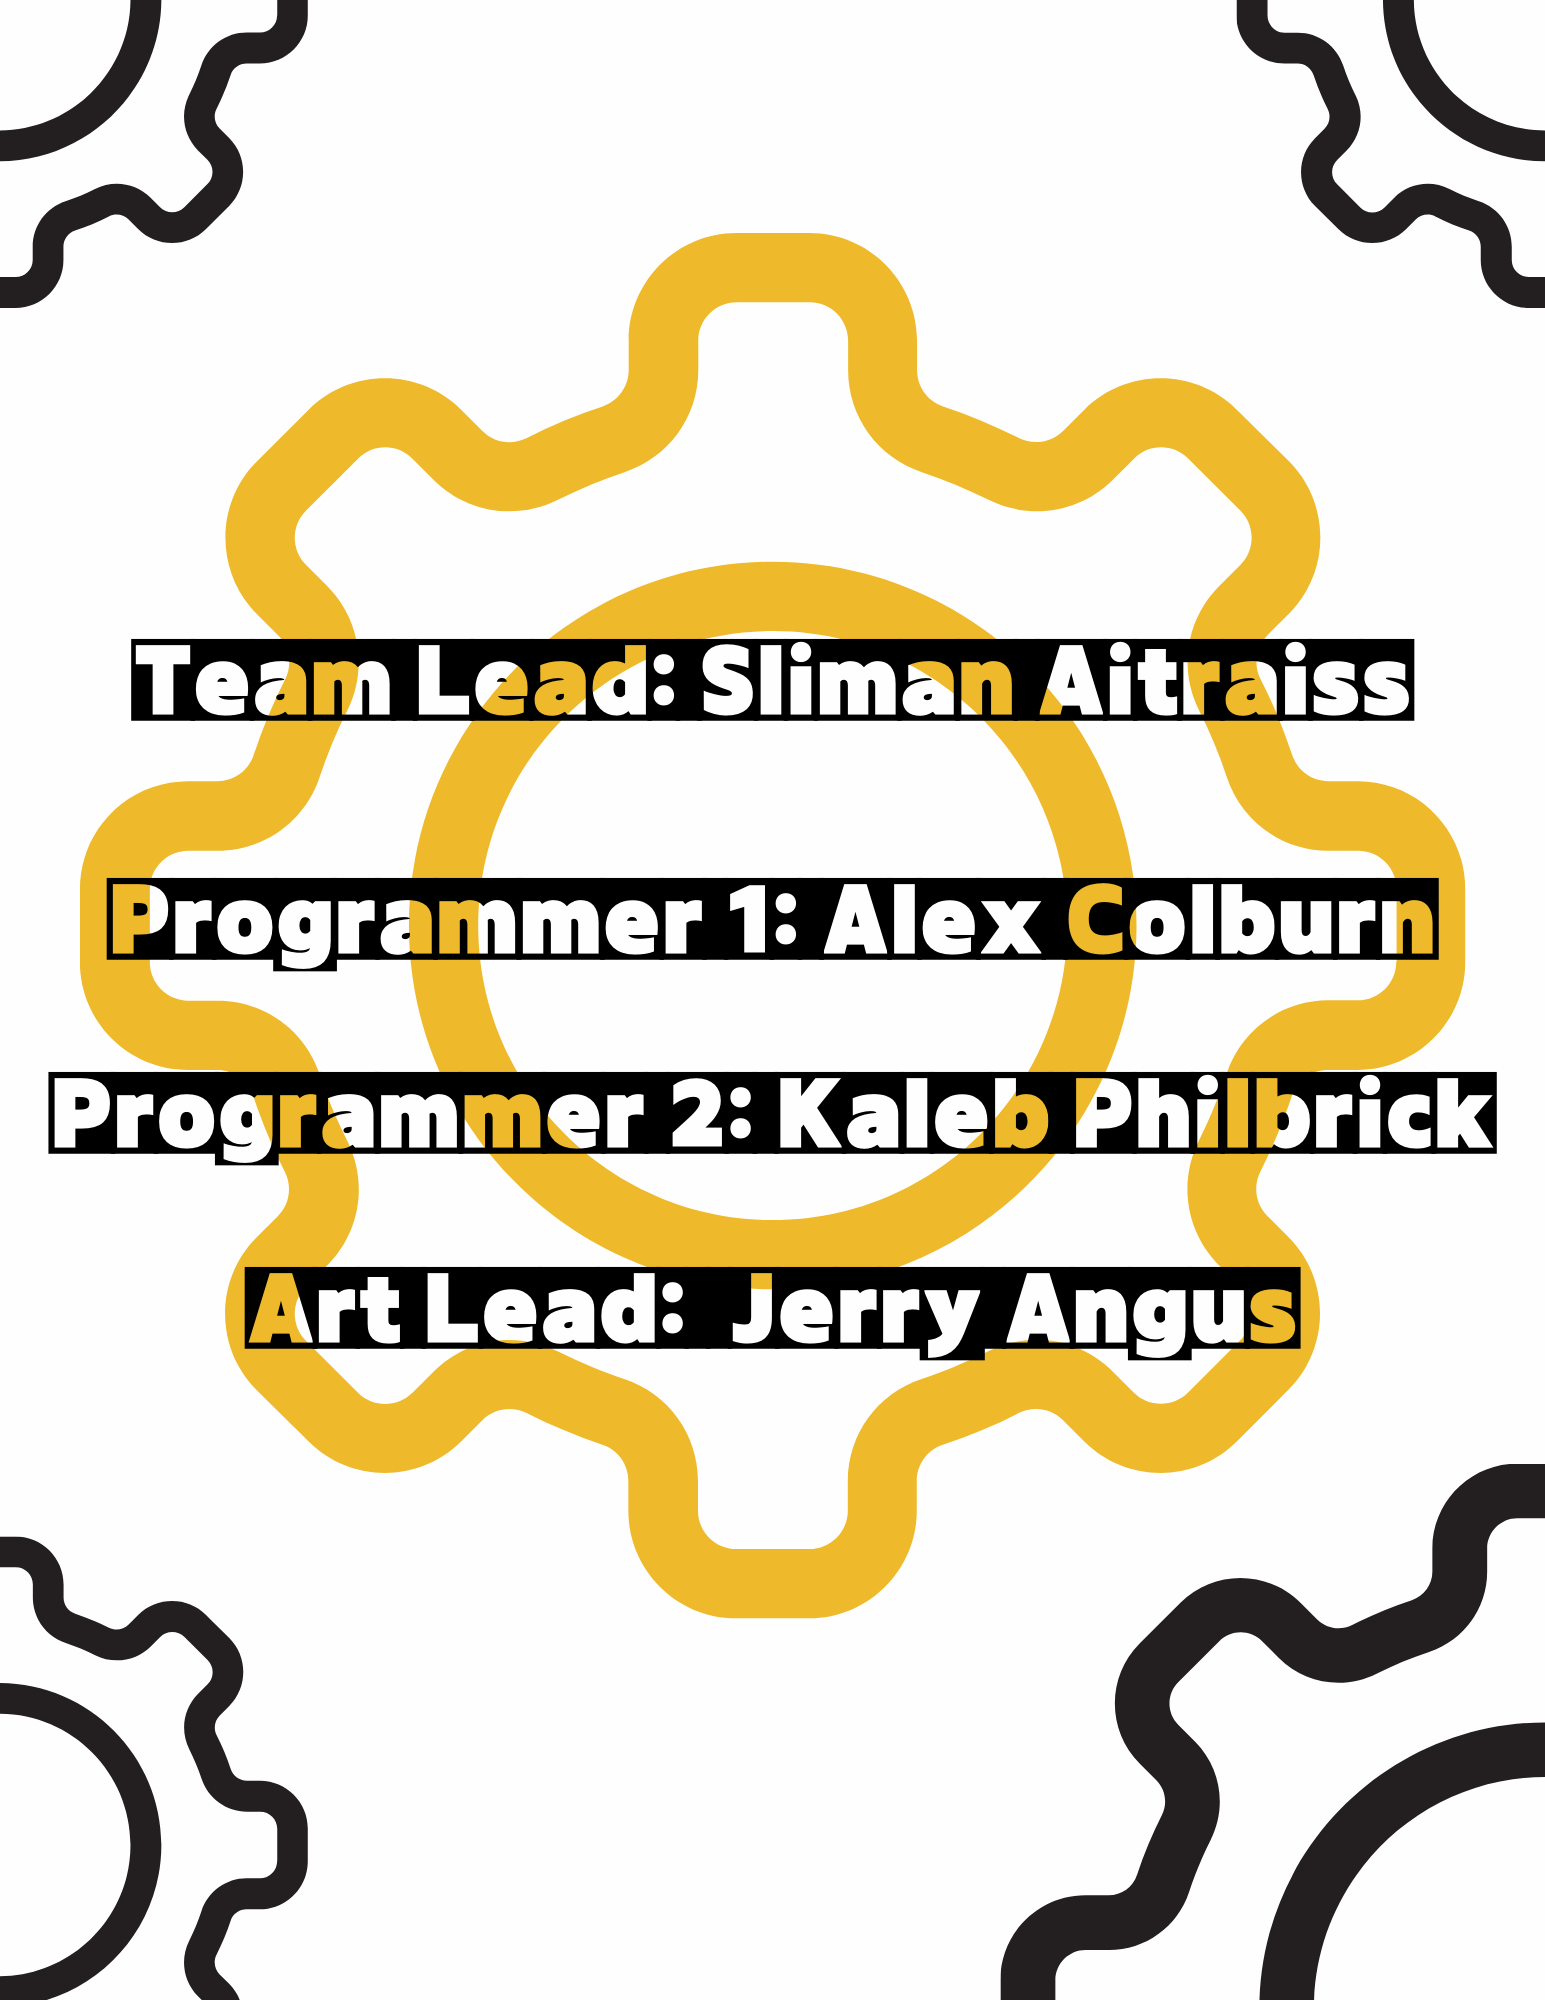 Team Lead: Sliman Aitraiss
Programmer 1: Alex Colburn
Programmer 2: Kaleb Philbrick
Art Lead: Jerry Angus